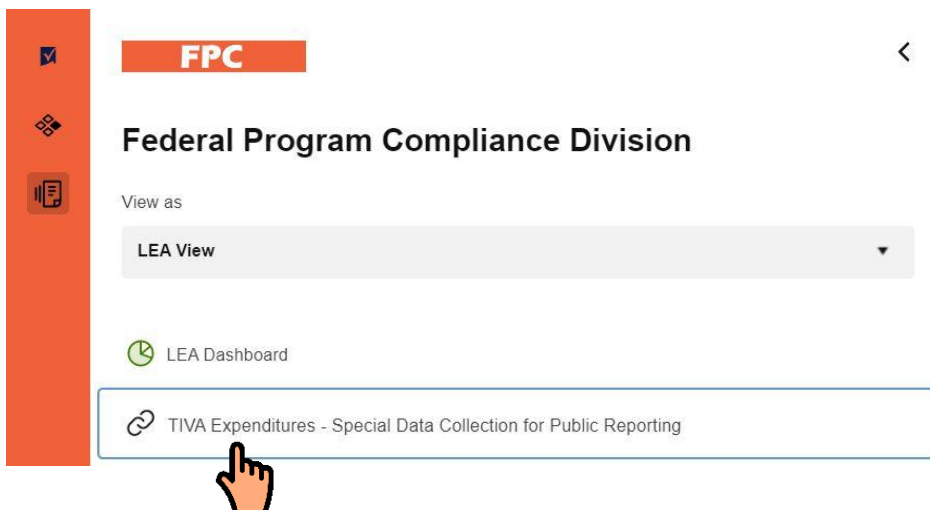 FPC
Federal Program Compliance Division
View as
LEA View
LEA Dashboard
TIVA Expenditures - Special Data Collection for Public Reporting